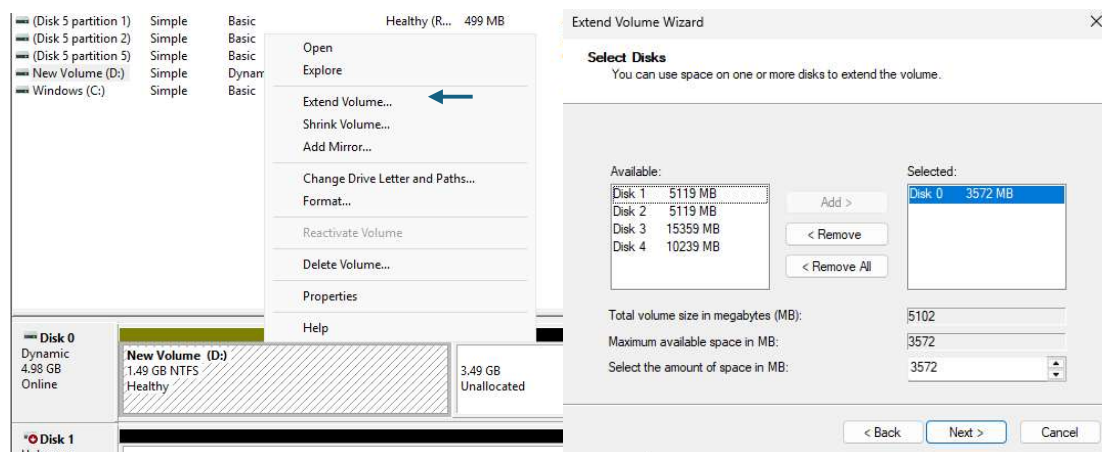 (Disk 5 partition 1) Simple Basic Healthy (R... 499 MB
(Disk 5 partition 2) Simple Basic
(Disk 5 partition 5) Simple Basic
New Volume (D:) Simple Dynam
Windows (C:) Simple Basic
Open
Explore
Extend Volume...
Shrink Volume...
Add Mirror...
Change Drive Letter and Paths...
Format...
Reactivate Volume
Delete Volume...
Properties
Help
Disk 0
Dynamic
4.98 GB
Online
New Volume (D:)
1.49 GB NTFS
Healthy
3.49 GB
Unallocated
Disk 1
Extend Volume Wizard
Select Disks
You can use space on one or more disks to extend the volume.
Available:
Disk 1 5119 MB
Disk 2 5119 MB
Disk 3 15359 MB
Disk 4 10239 MB
Add >
< Remove
< Remove All
Selected:
Disk 0 3572 MB
Total volume size in megabytes (MB): 5102
Maximum available space in MB: 3572
Select the amount of space in MB: 3572
< Back Next > Cancel